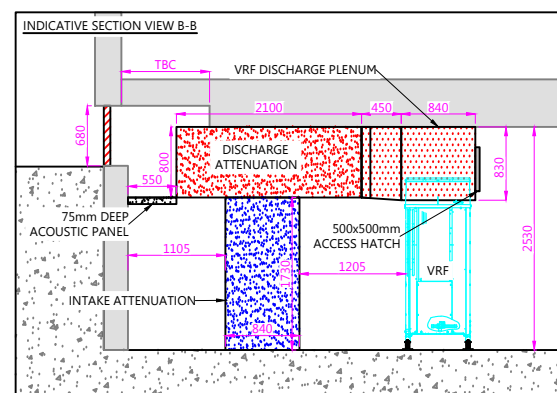 INDICATIVE SECTION VIEW B-B
TBC
VRF DISCHARGE PLENUM
2100
450
840
680
800
DISCHARGE
ATTENUATION
830
550
75mm DEEP
ACOUSTIC PANEL
500x500mm
ACCESS HATCH
2530
1105
1730
1205
VRF
INTAKE ATTENUATION
840